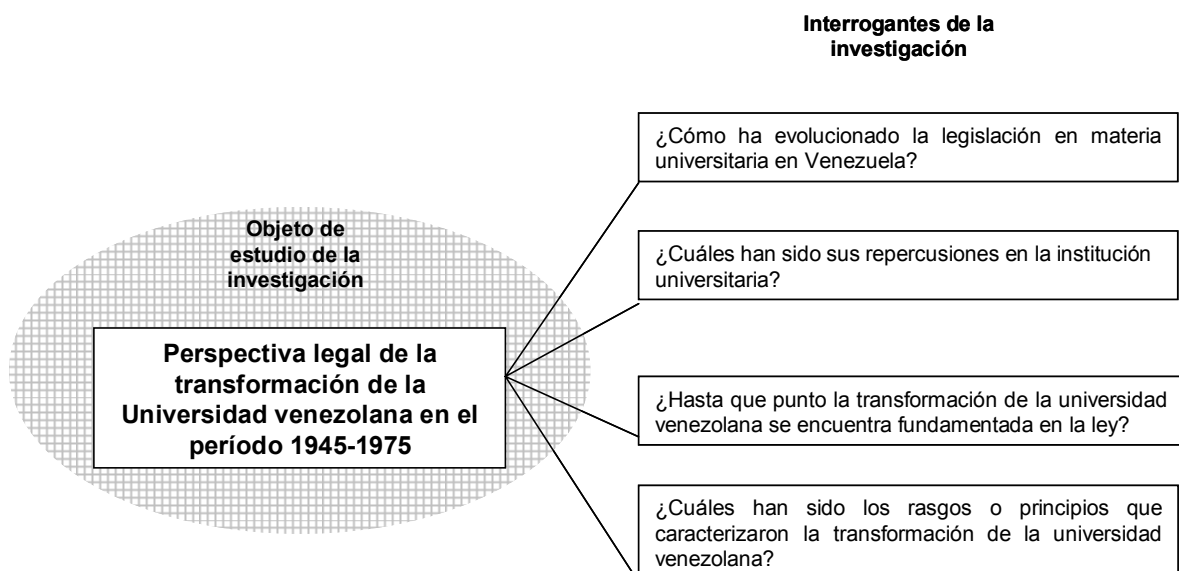 Interrogantes de la
investigación
¿Cómo ha evolucionado la legislación en materia
universitaria en Venezuela?
Objeto de
estudio de la
investigación
¿Cuáles han sido sus repercusiones en la institución
universitaria?
Perspectiva legal de la
transformación de la
Universidad venezolana en el
período 1945-1975
¿Hasta que punto la transformación de la universidad
venezolana se encuentra fundamentada en la ley?
¿Cuáles han sido los rasgos o principios que
caracterizaron la transformación de la universidad
venezolana?